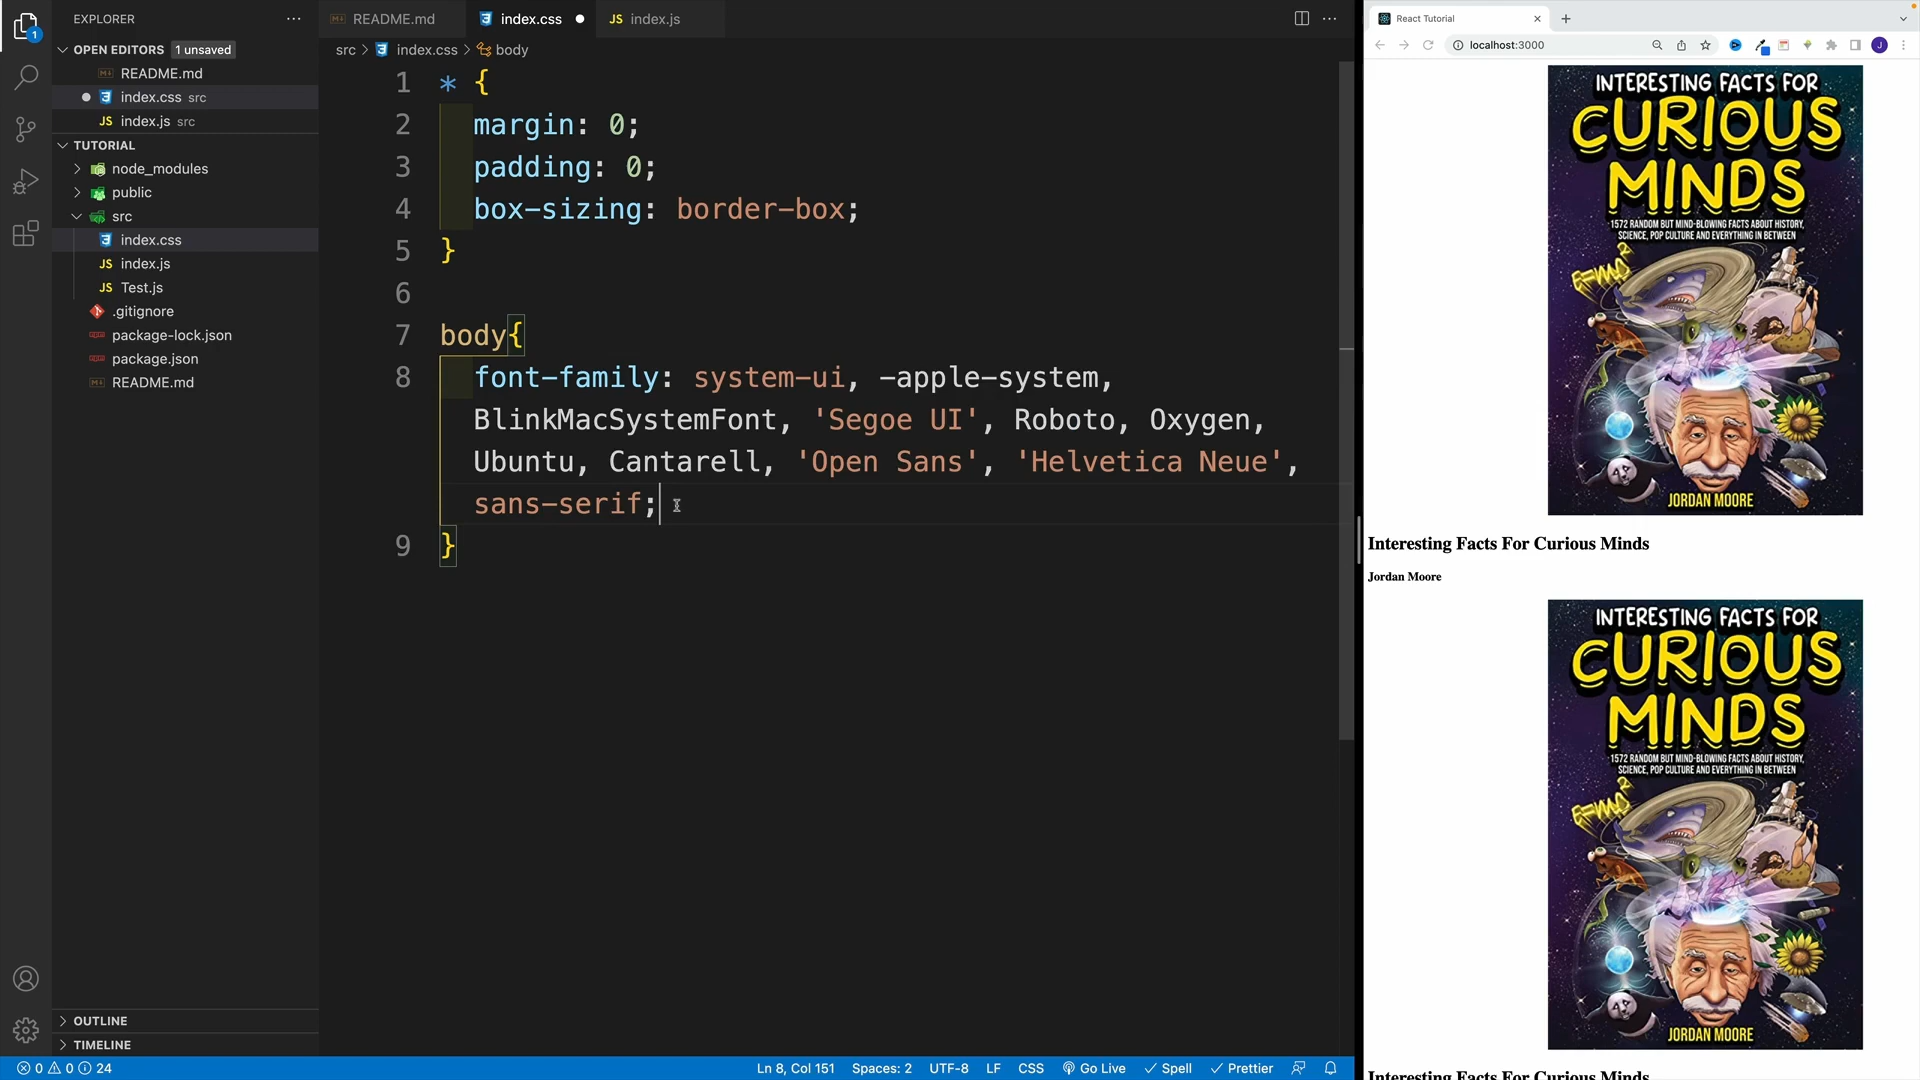 EXPLORER
OPEN EDITORS 1 unsaved
README.md
index.css src
index.js src
TUTORIAL
node_modules
public
src
index.css
index.js
Test.js
.gitignore
package-lock.json
package.json
README.md
OUTLINE
TIMELINE
README.md
index.css
JS index.js
src > index.css > body
1 * {
2 margin: 0;
3 padding: 0;
4 box-sizing: border-box;
5 }
6
7 body{
8 font-family: system-ui, -apple-system,
BlinkMacSystemFont, 'Segoe UI', Roboto, Oxygen,
Ubuntu, Cantarell, 'Open Sans', 'Helvetica Neue',
sans-serif;
9 }
0 0 24
Ln 8, Col 151
Spaces: 2
UTF-8
LF
CSS
Go Live
Spell
Prettier
React Tutorial
localhost:3000
INTERESTING FACTS FOR
CURIOUS
MINDS
1572 RANDOM BUT MIND-BLOWING FACTS ABOUT HISTORY,
SCIENCE, POP CULTURE AND EVERYTHING IN BETWEEN
E=MC²
JORDAN MOORE
Interesting Facts For Curious Minds
Jordan Moore
INTERESTING FACTS FOR
CURIOUS
MINDS
1572 RANDOM BUT MIND-BLOWING FACTS ABOUT HISTORY,
SCIENCE, POP CULTURE AND EVERYTHING IN BETWEEN
E=MC²
JORDAN MOORE
Interesting Facts For Curious Minds